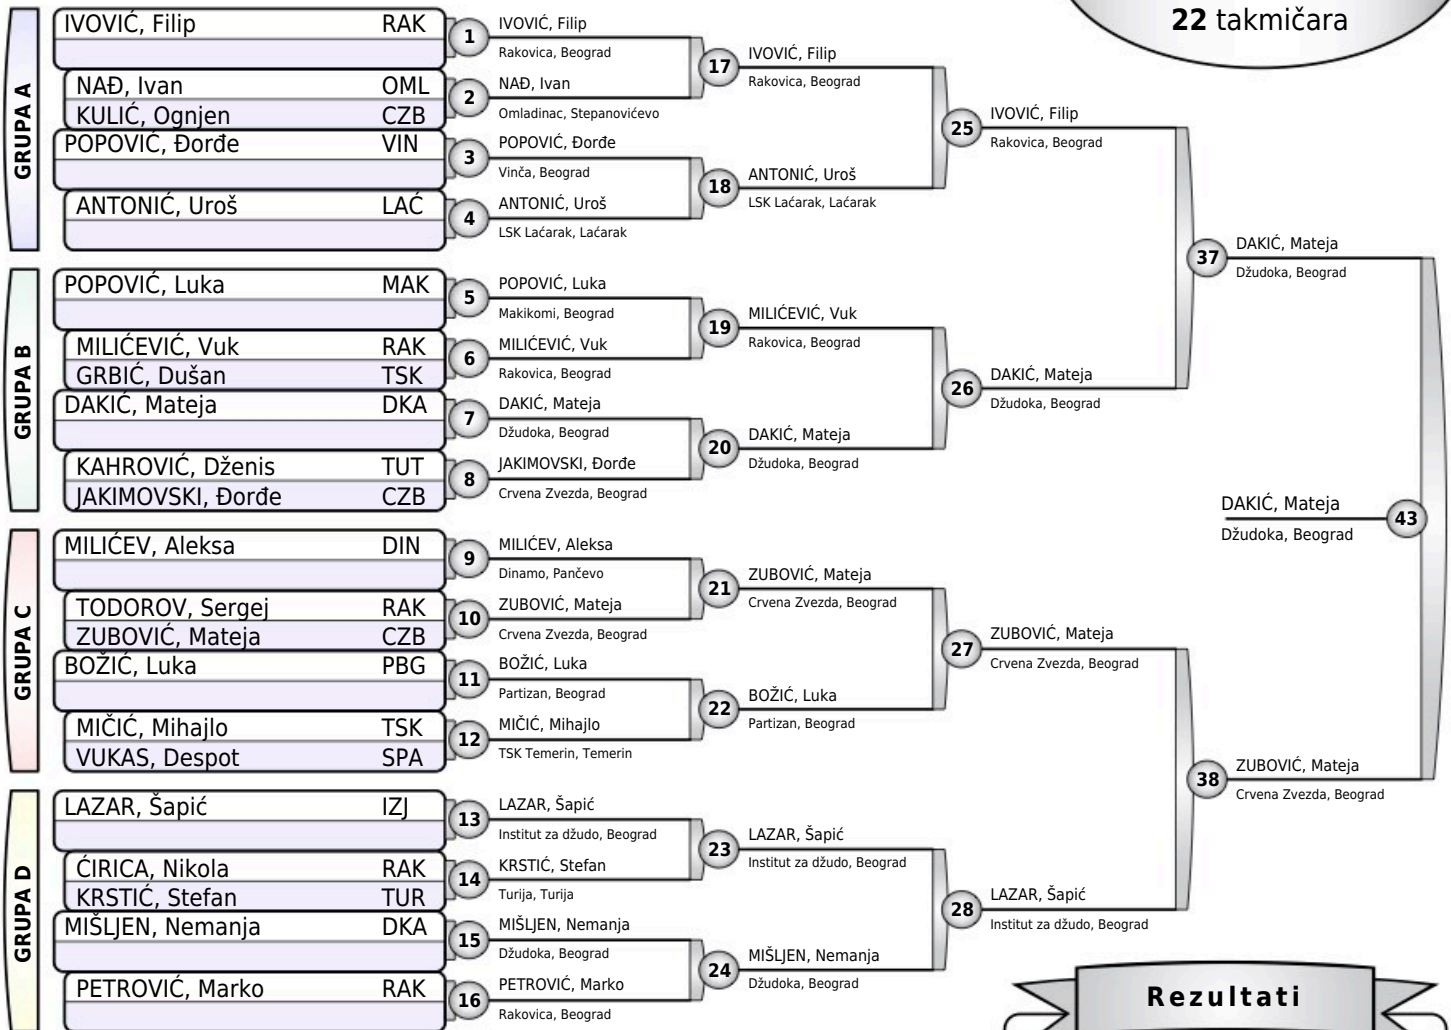 22 takmičara
GRUPA A
IVOVIĆ, Filip RAK
NAĐ, Ivan OML
KULIĆ, Ognjen CZB
POPOVIĆ, Đorđe VIN
ANTONIĆ, Uroš LAĆ
1 IVOVIĆ, Filip
Rakovica, Beograd
2 NAĐ, Ivan
Omladinac, Stepanovićevo
3 POPOVIĆ, Đorđe
Vinča, Beograd
4 ANTONIĆ, Uroš
LSK Laćarak, Laćarak
17 IVOVIĆ, Filip
Rakovica, Beograd
18 ANTONIĆ, Uroš
LSK Laćarak, Laćarak
25 IVOVIĆ, Filip
Rakovica, Beograd
GRUPA B
POPOVIĆ, Luka MAK
MILIĆEVIĆ, Vuk RAK
GRBIĆ, Dušan TSK
DAKIĆ, Mateja DKA
KAHROVIĆ, Dženis TUT
JAKIMOVSKI, Đorđe CZB
5 POPOVIĆ, Luka
Makikomi, Beograd
6 MILIĆEVIĆ, Vuk
Rakovica, Beograd
7 DAKIĆ, Mateja
Džudoka, Beograd
8 JAKIMOVSKI, Đorđe
Crvena Zvezda, Beograd
19 MILIĆEVIĆ, Vuk
Rakovica, Beograd
20 DAKIĆ, Mateja
Džudoka, Beograd
26 DAKIĆ, Mateja
Džudoka, Beograd
37 DAKIĆ, Mateja
Džudoka, Beograd
GRUPA C
MILIĆEV, Aleksa DIN
TODOROV, Sergej RAK
ZUBOVIĆ, Mateja CZB
BOŽIĆ, Luka PBG
MIČIĆ, Mihajlo TSK
VUKAS, Despot SPA
9 MILIĆEV, Aleksa
Dinamo, Pančevo
10 ZUBOVIĆ, Mateja
Crvena Zvezda, Beograd
11 BOŽIĆ, Luka
Partizan, Beograd
12 MIČIĆ, Mihajlo
TSK Temerin, Temerin
21 ZUBOVIĆ, Mateja
Crvena Zvezda, Beograd
22 BOŽIĆ, Luka
Partizan, Beograd
27 ZUBOVIĆ, Mateja
Crvena Zvezda, Beograd
GRUPA D
LAZAR, Šapić IZJ
ĆIRICA, Nikola RAK
KRSTIĆ, Stefan TUR
MIŠLJEN, Nemanja DKA
PETROVIĆ, Marko RAK
13 LAZAR, Šapić
Institut za džudo, Beograd
14 KRSTIĆ, Stefan
Turija, Turija
15 MIŠLJEN, Nemanja
Džudoka, Beograd
16 PETROVIĆ, Marko
Rakovica, Beograd
23 LAZAR, Šapić
Institut za džudo, Beograd
24 MIŠLJEN, Nemanja
Džudoka, Beograd
28 LAZAR, Šapić
Institut za džudo, Beograd
38 ZUBOVIĆ, Mateja
Crvena Zvezda, Beograd
DAKIĆ, Mateja 43
Džudoka, Beograd
Rezultati